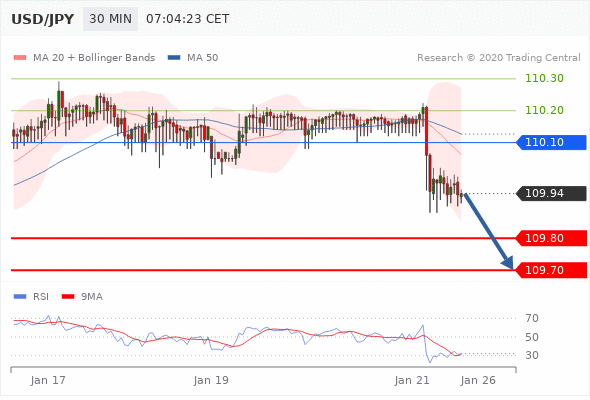 USD/JPY 30 MIN 07:04:23 CET
MA 20 + Bollinger Bands MA 50 Research © 2020 Trading Central
110.30
110.20
110.10
109.94
109.80
109.70
RSI 9MA
70
50
30
Jan 17 Jan 19 Jan 21 Jan 26